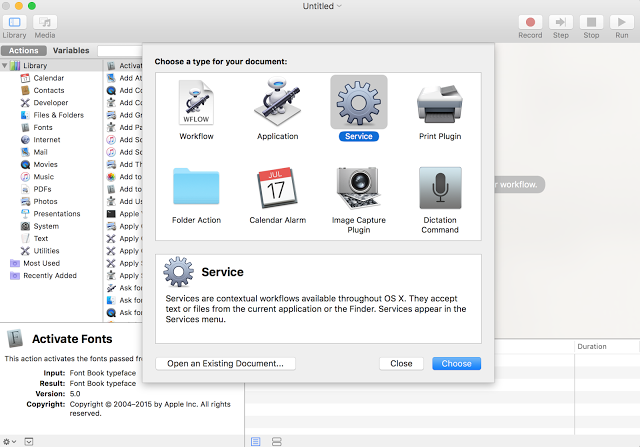 Untitled
Library
Media
Record
Step
Stop
Run
Actions
Variables
Library
Calendar
Contacts
Developer
Files & Folders
Fonts
Internet
Mail
Movies
Music
PDFs
Photos
Presentations
System
Text
Utilities
Most Used
Recently Added
Activa
Add At
Add Co
Add Co
Add Gr
Add Pa
Add So
Add So
Add Th
Add to
Add to
Add Us
Apple
Apply
Apply
Apply
Apply
Ask fo
Ask for
Ask fo
Choose a type for your document:
WFLOW
Workflow
Application
Service
Print Plugin
Folder Action
JUL
17
Calendar Alarm
Image Capture
Plugin
Dictation
Command
r workflow.
Service
Services are contextual workflows available throughout OS X. They accept
text or files from the current application or the Finder. Services appear in the
Services menu.
Open an Existing Document...
Close
Choose
Activate Fonts
This action activates the fonts passed fr
Input: Font Book typeface
Result: Font Book typeface
Version: 5.0
Copyright: Copyright © 2004–2015 by Apple Inc. All rights
reserved.
Duration